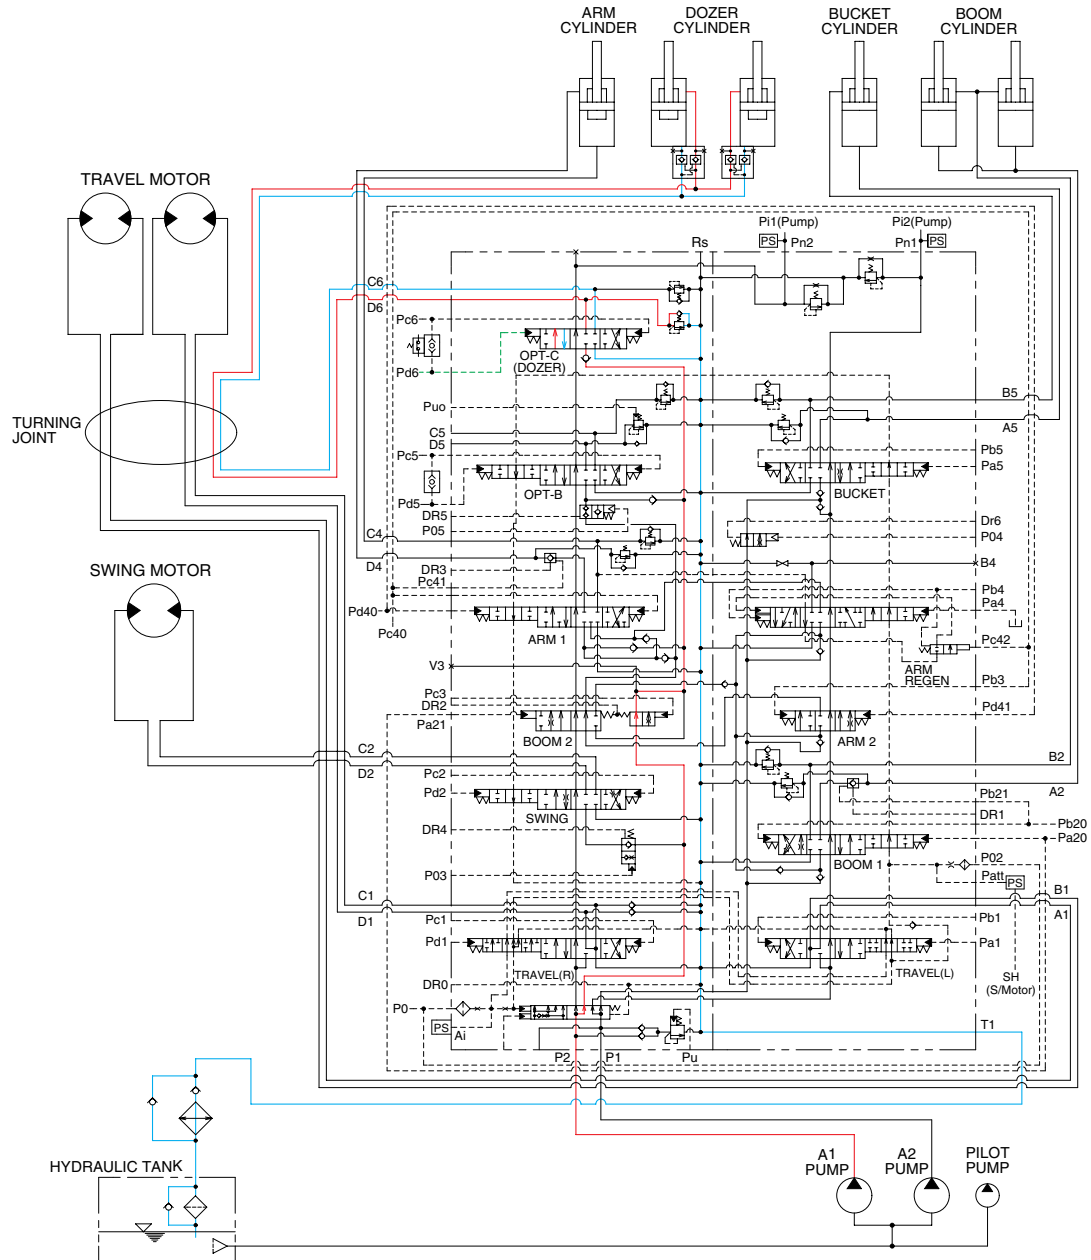 ARM
CYLINDER
DOZER
CYLINDER
BUCKET
CYLINDER
BOOM
CYLINDER
TRAVEL MOTOR
Pi1(Pump)
Pi2(Pump)
PS
Pn2
Pn1
PS
Rs
C6
D6
Pc6
Pd6
OPT-C
(DOZER)
TURNING
JOINT
Puo
C5
D5
Pc5
Pd5
OPT-B
B5
A5
Pb5
Pa5
BUCKET
DR5
P05
Dr6
P04
C4
D4
B4
SWING MOTOR
DR3
Pc41
Pd40
Pc40
ARM 1
Pb4
Pa4
Pc42
ARM
REGEN
V3
Pc3
DR2
Pa21
BOOM 2
Pb3
Pd41
ARM 2
C2
D2
B2
A2
Pc2
Pd2
SWING
Pb21
DR1
Pb20
Pa20
DR4
P03
BOOM 1
P02
Patt
PS
C1
D1
B1
A1
Pc1
Pd1
TRAVEL(R)
Pb1
Pa1
TRAVEL(L)
SH
(S/Motor)
DR0
P0
PS
Ai
T1
P2
P1
Pu
HYDRAULIC TANK
A1
PUMP
A2
PUMP
PILOT
PUMP